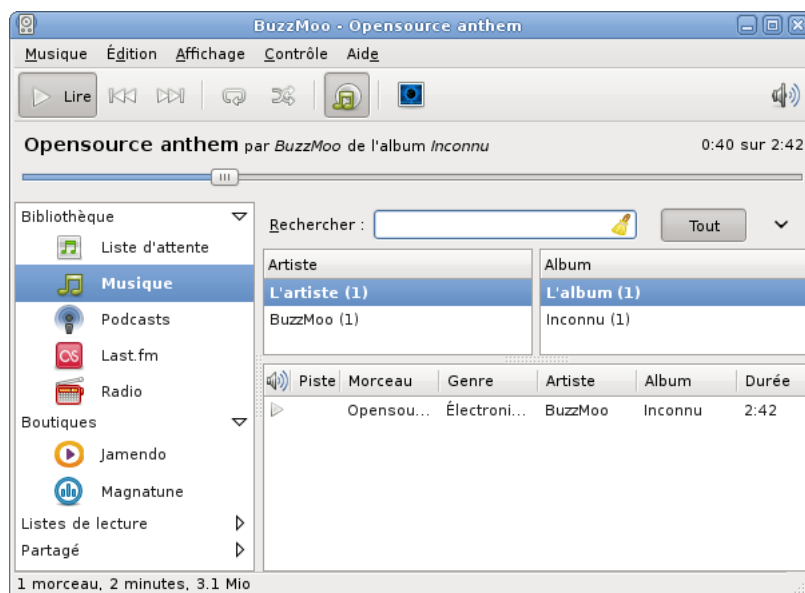 BuzzMoo - Opensource anthem
Musique Édition Affichage Contrôle Aide
Lire
Opensource anthem par BuzzMoo de l'album Inconnu 0:40 sur 2:42
Bibliothèque
Liste d'attente
Musique
Podcasts
Last.fm
Radio
Boutiques
Jamendo
Magnatune
Listes de lecture
Partagé
Rechercher : Tout
Artiste Album
L'artiste (1) L'album (1)
BuzzMoo (1) Inconnu (1)
Piste Morceau Genre Artiste Album Durée
Opensou... Électroni... BuzzMoo Inconnu 2:42
1 morceau, 2 minutes, 3.1 Mio